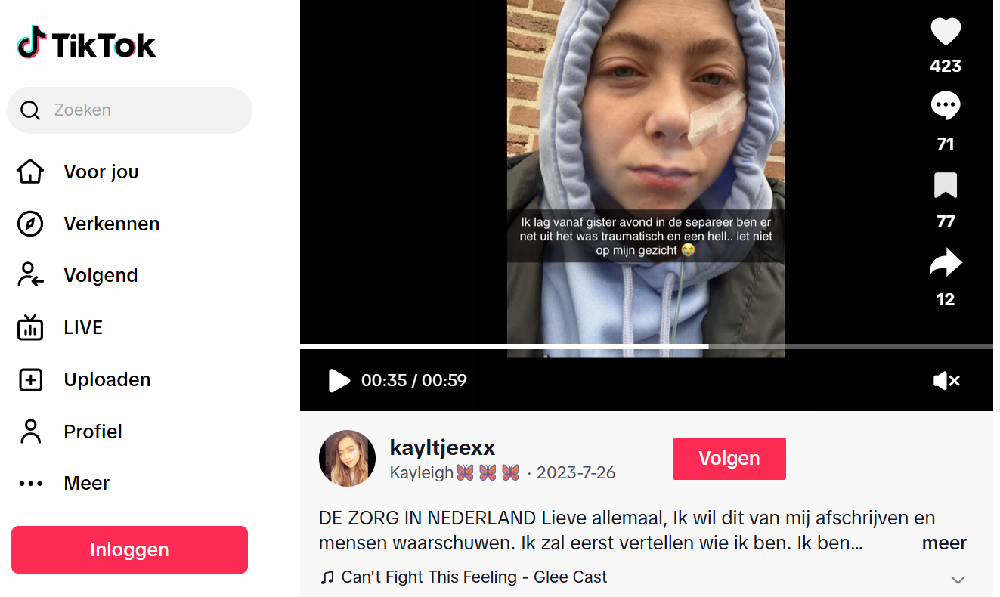 TikTok
Zoeken
Voor jou
Verkennen
Volgend
LIVE
Uploaden
Profiel
Meer
Inloggen
Ik lag vanaf gister avond in de separeer ben er
net uit het was traumatisch en een hell.. let niet
op mijn gezicht 😭
423
71
77
12
00:35 / 00:59
kayltjeexx
Kayleigh🦋🦋🦋 · 2023-7-26
Volgen
DE ZORG IN NEDERLAND Lieve allemaal, Ik wil dit van mij afschrijven en
mensen waarschuwen. Ik zal eerst vertellen wie ik ben. Ik ben... meer
♫ Can't Fight This Feeling - Glee Cast